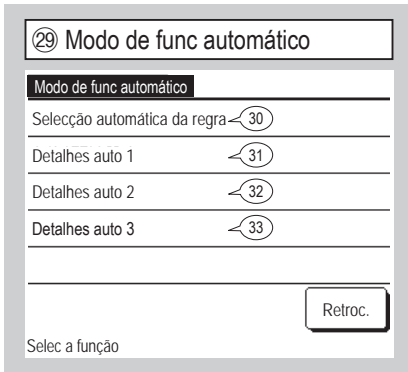 29 Modo de func automático
Modo de func automático
Selecção automática da regra 30
Detalhes auto 1 31
Detalhes auto 2 32
Detalhes auto 3 33
Retroc.
Selec a função